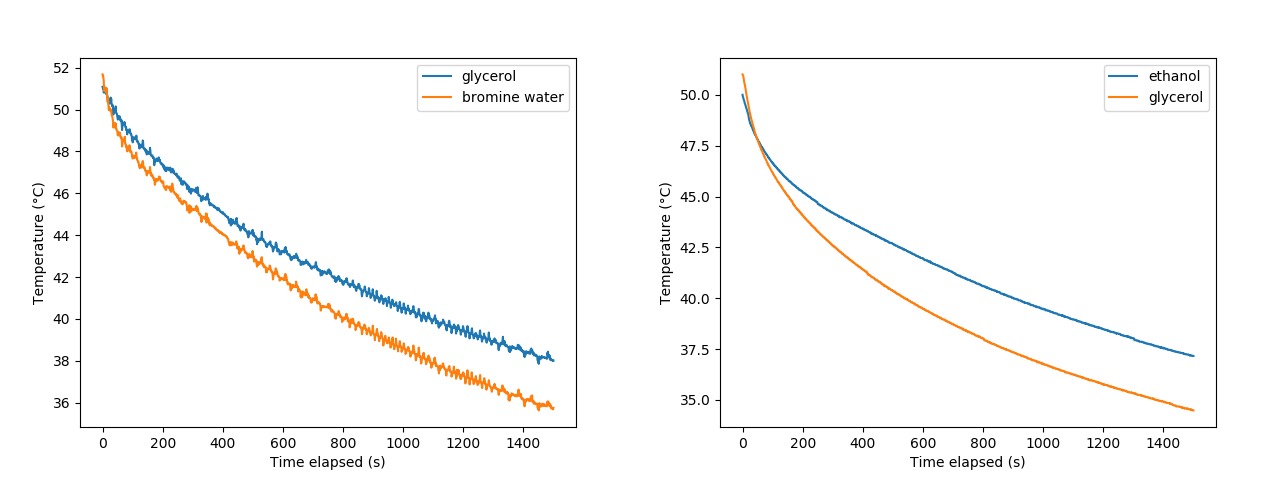 glycerol
bromine water
52
50
48
46
44
42
40
38
36
Temperature (°C)
0 200 400 600 800 1000 1200 1400
Time elapsed (s)
ethanol
glycerol
50.0
47.5
45.0
42.5
40.0
37.5
35.0
Temperature (°C)
0 200 400 600 800 1000 1200 1400
Time elapsed (s)